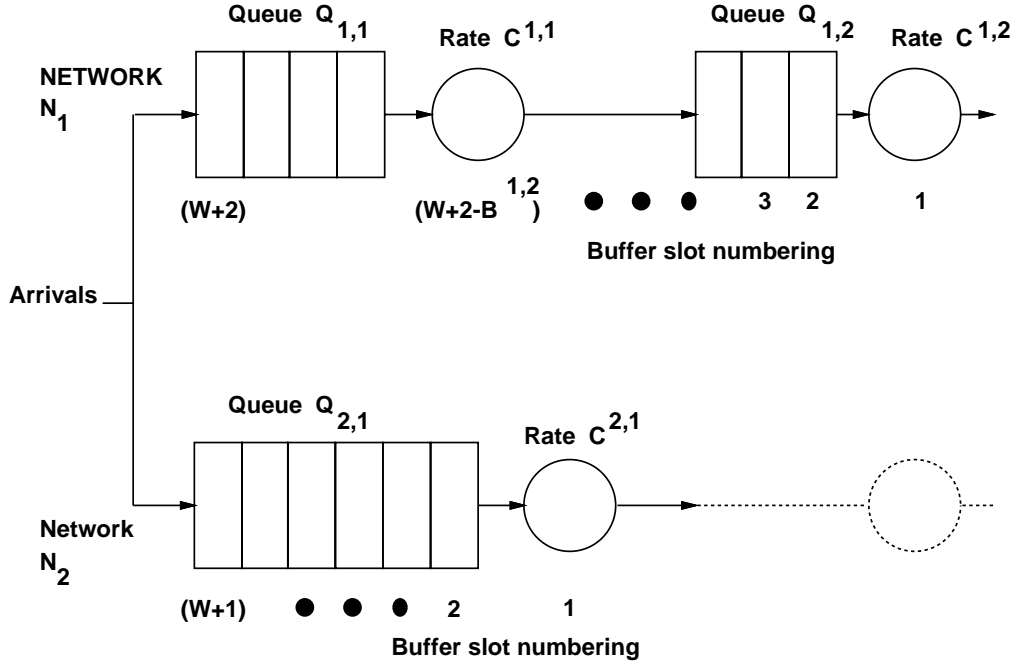 Queue Q 1,1
Rate C 1,1
Queue Q 1,2
Rate C 1,2
NETWORK
N 1
(W+2)
(W+2-B 1,2 )
3 2 1
Buffer slot numbering
Arrivals
Queue Q 2,1
Rate C 2,1
Network
N 2
(W+1)
2 1
Buffer slot numbering